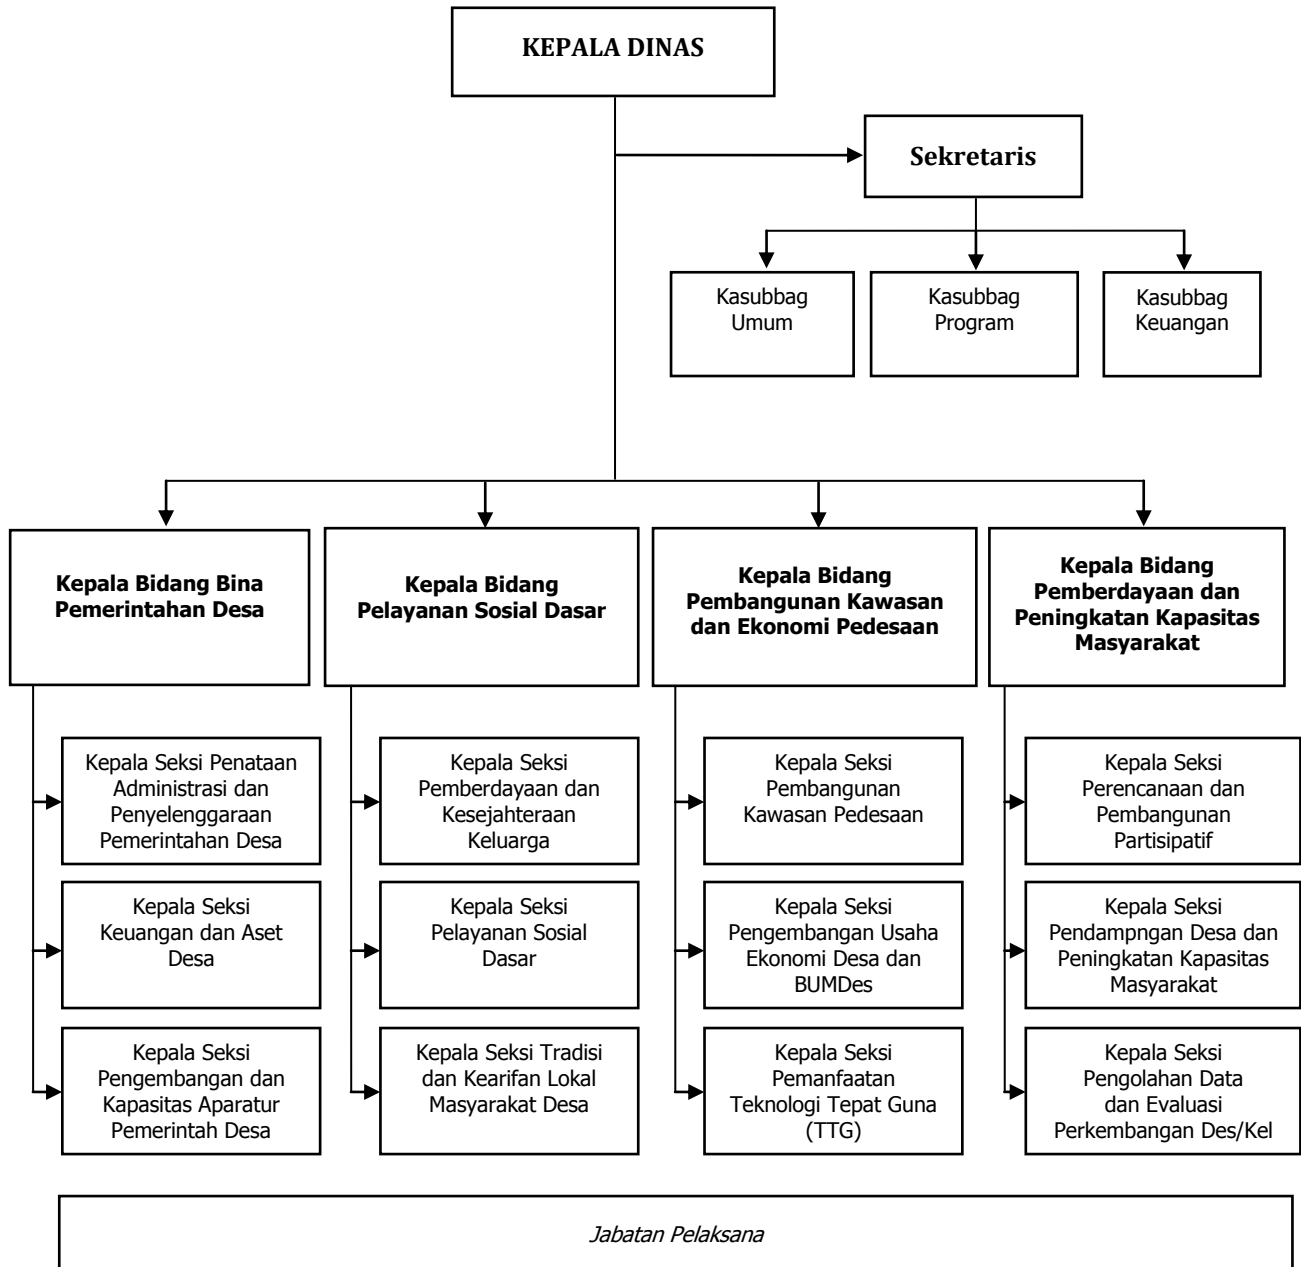 KEPALA DINAS
Sekretaris
Kasubbag
Umum
Kasubbag
Program
Kasubbag
Keuangan
Kepala Bidang Bina
Pemerintahan Desa
Kepala Bidang
Pelayanan Sosial Dasar
Kepala Bidang
Pembangunan Kawasan
dan Ekonomi Pedesaan
Kepala Bidang
Pemberdayaan dan
Peningkatan Kapasitas
Masyarakat
Kepala Seksi Penataan
Administrasi dan
Penyelenggaraan
Pemerintahan Desa
Kepala Seksi
Keuangan dan Aset
Desa
Kepala Seksi
Pengembangan dan
Kapasitas Aparatur
Pemerintah Desa
Kepala Seksi
Pemberdayaan dan
Kesejahteraan
Keluarga
Kepala Seksi
Pelayanan Sosial
Dasar
Kepala Seksi Tradisi
dan Kearifan Lokal
Masyarakat Desa
Kepala Seksi
Pembangunan
Kawasan Pedesaan
Kepala Seksi
Pengembangan Usaha
Ekonomi Desa dan
BUMDes
Kepala Seksi
Pemanfaatan
Teknologi Tepat Guna
(TTG)
Kepala Seksi
Perencanaan dan
Pembangunan
Partisipatif
Kepala Seksi
Pendampngan Desa dan
Peningkatan Kapasitas
Masyarakat
Kepala Seksi
Pengolahan Data
dan Evaluasi
Perkembangan Des/Kel
Jabatan Pelaksana